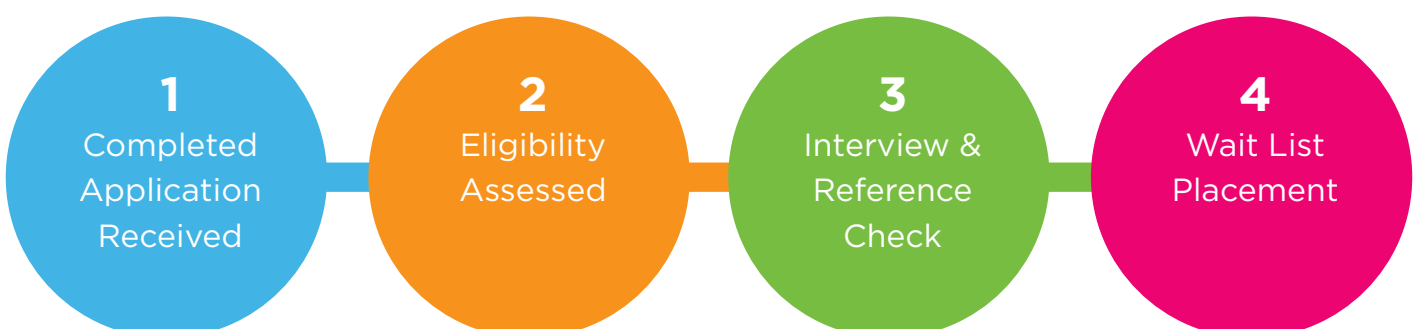 1
Completed
Application
Received
2
Eligibility
Assessed
3
Interview &
Reference
Check
4
Wait List
Placement